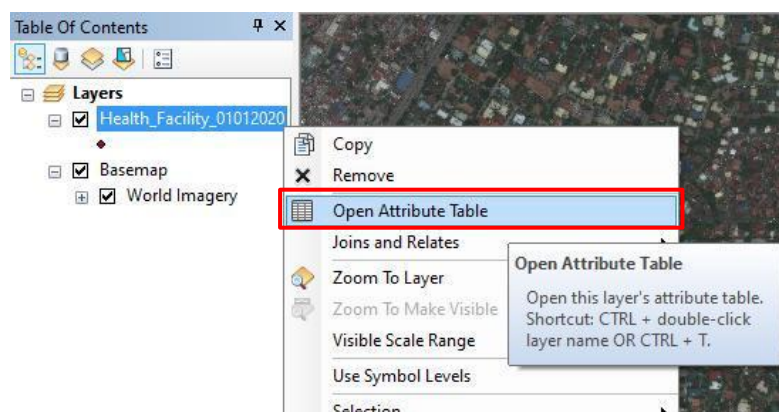 Table Of Contents
Layers
Health_Facility_01012020
Basemap
World Imagery
Copy
Remove
Open Attribute Table
Joins and Relates
Zoom To Layer
Zoom To Make Visible
Visible Scale Range
Use Symbol Levels
Selection
Open Attribute Table
Open this layer's attribute table.
Shortcut: CTRL + double-click
layer name OR CTRL + T.